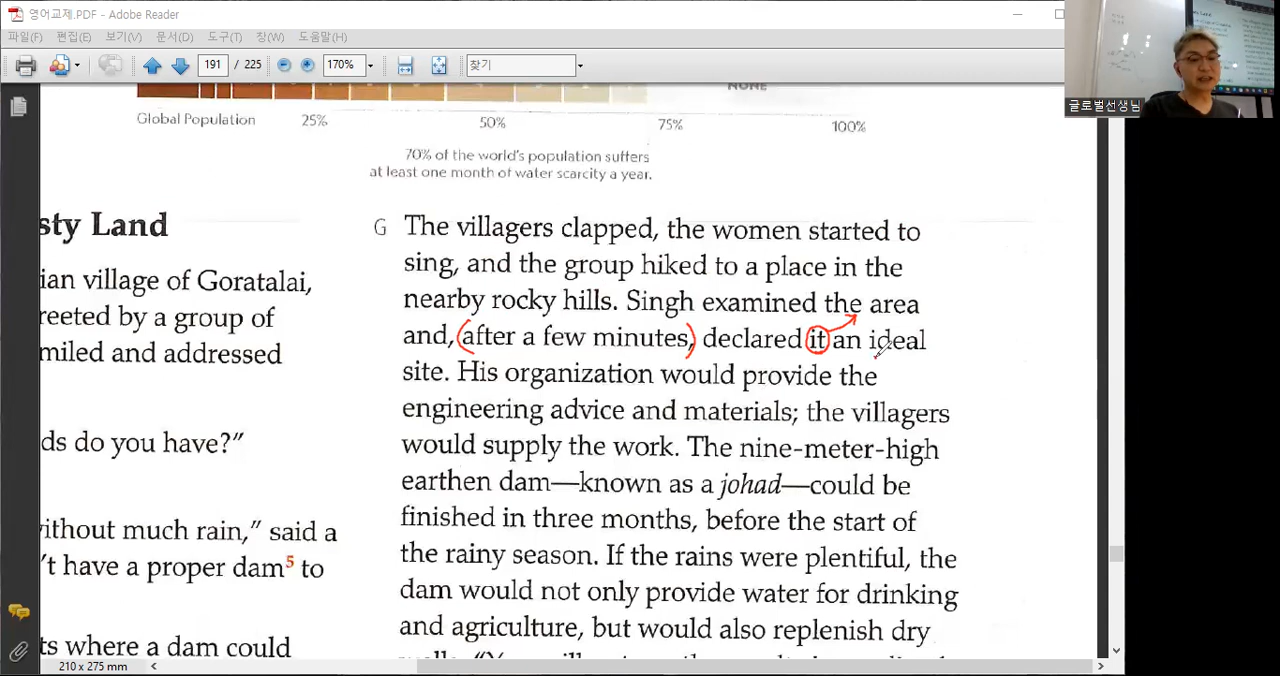 영어교제.PDF - Adobe Reader
파일(F) 편집(E) 보기(V) 문서(D) 도구(T) 창(W) 도움말(H)
191 / 225 170% 찾기
글로벌선생님
NONE
Global Population 25% 50% 75% 100%
70% of the world's population suffers
at least one month of water scarcity a year.
sty Land
ian village of Goratalai,
reeted by a group of
miled and addressed
ds do you have?"
vithout much rain," said a
't have a proper dam⁵ to
ts where a dam could
G The villagers clapped, the women started to
sing, and the group hiked to a place in the
nearby rocky hills. Singh examined the area
and, (after a few minutes,) declared it an ideal
site. His organization would provide the
engineering advice and materials; the villagers
would supply the work. The nine-meter-high
earthen dam—known as a johad—could be
finished in three months, before the start of
the rainy season. If the rains were plentiful, the
dam would not only provide water for drinking
and agriculture, but would also replenish dry
210 x 275 mm